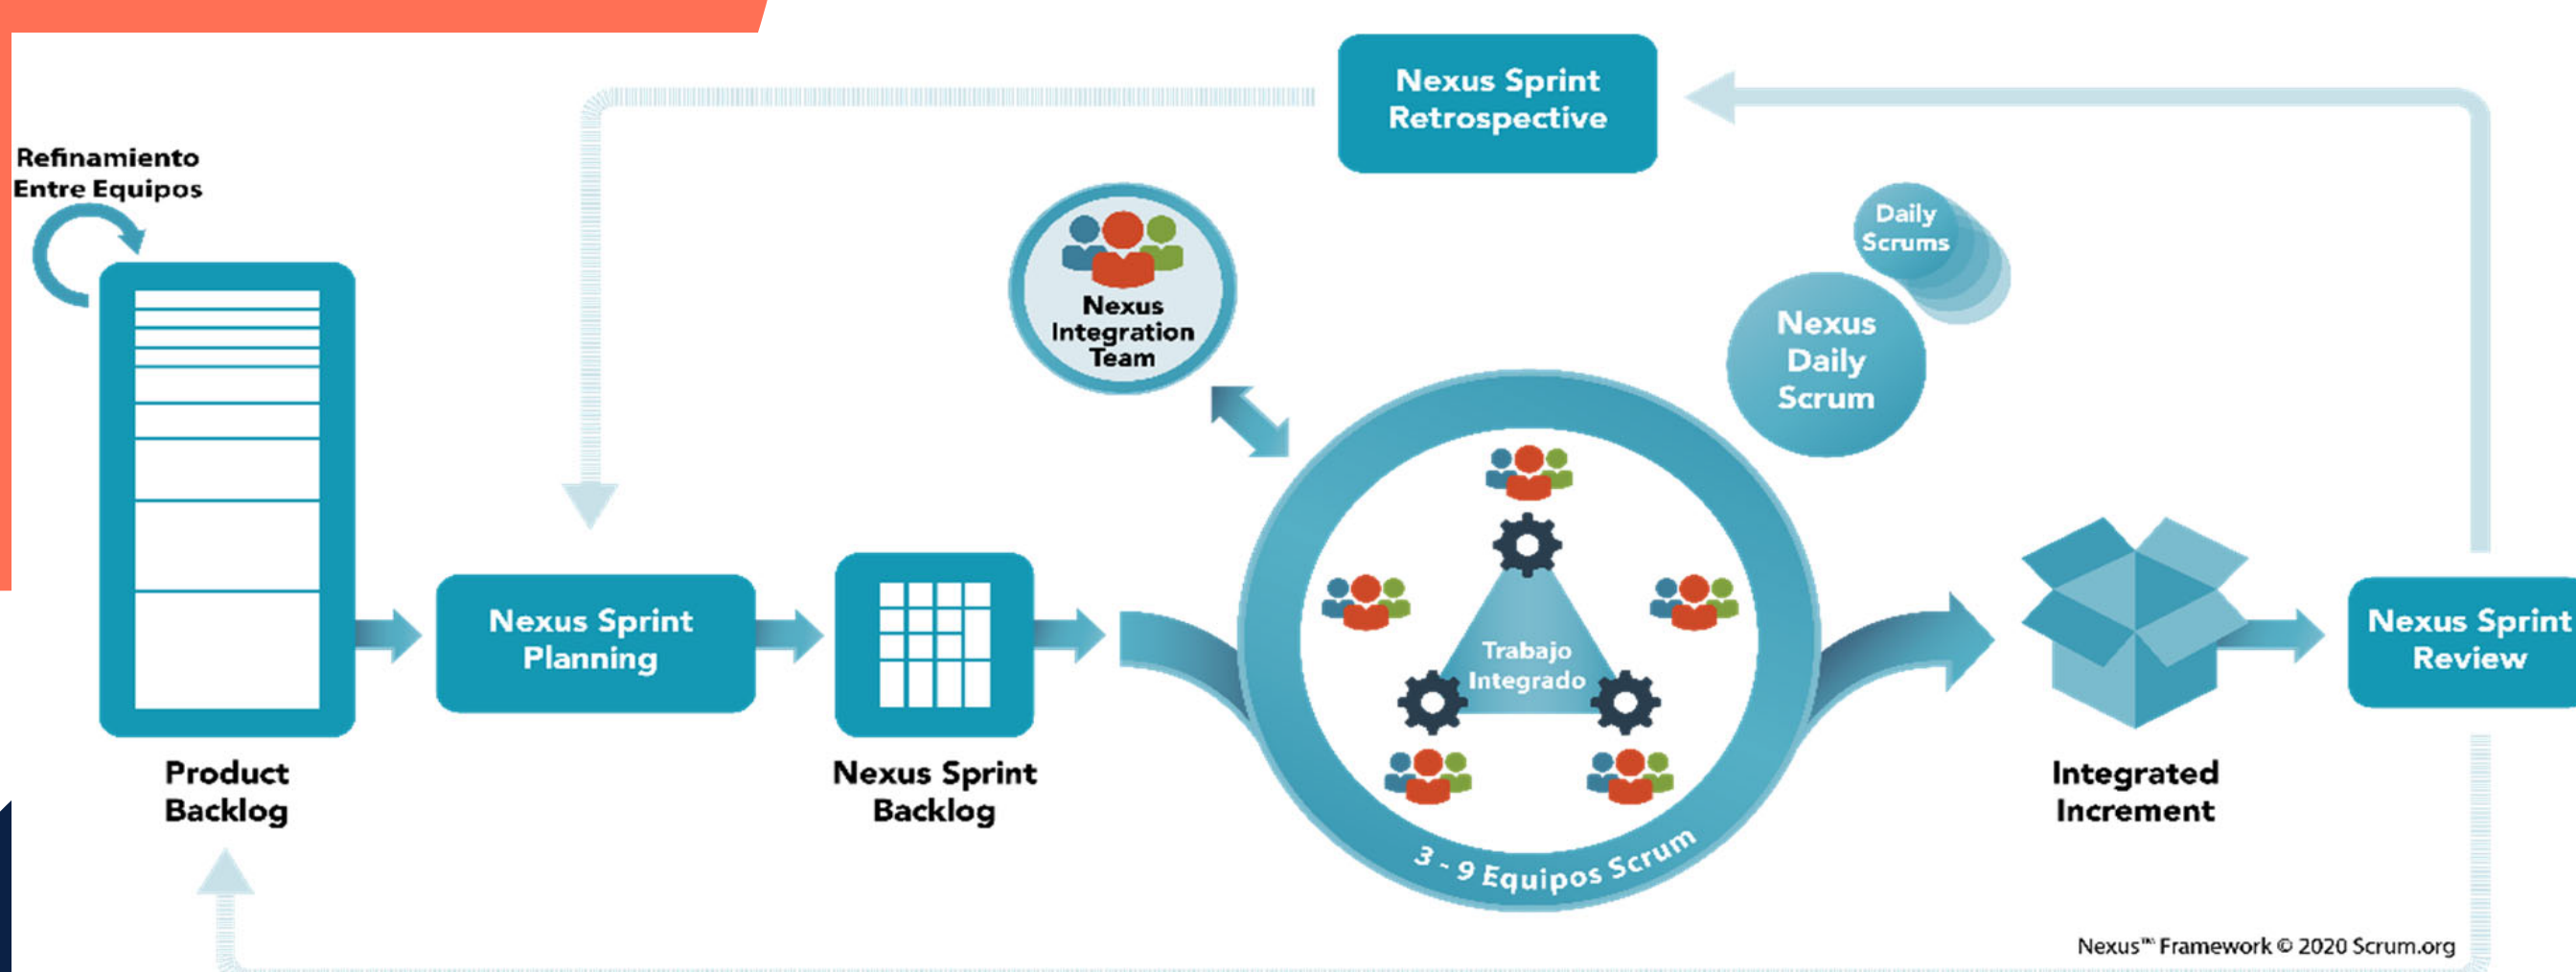 Nexus Sprint
Retrospective
Refinamiento
Entre Equipos
Nexus
Integration
Team
Daily
Scrums
Nexus
Daily
Scrum
Nexus Sprint
Planning
Trabajo
Integrado
Nexus Sprint
Review
Product
Backlog
Nexus Sprint
Backlog
3 - 9 Equipos Scrum
Integrated
Increment
Nexus™ Framework © 2020 Scrum.org